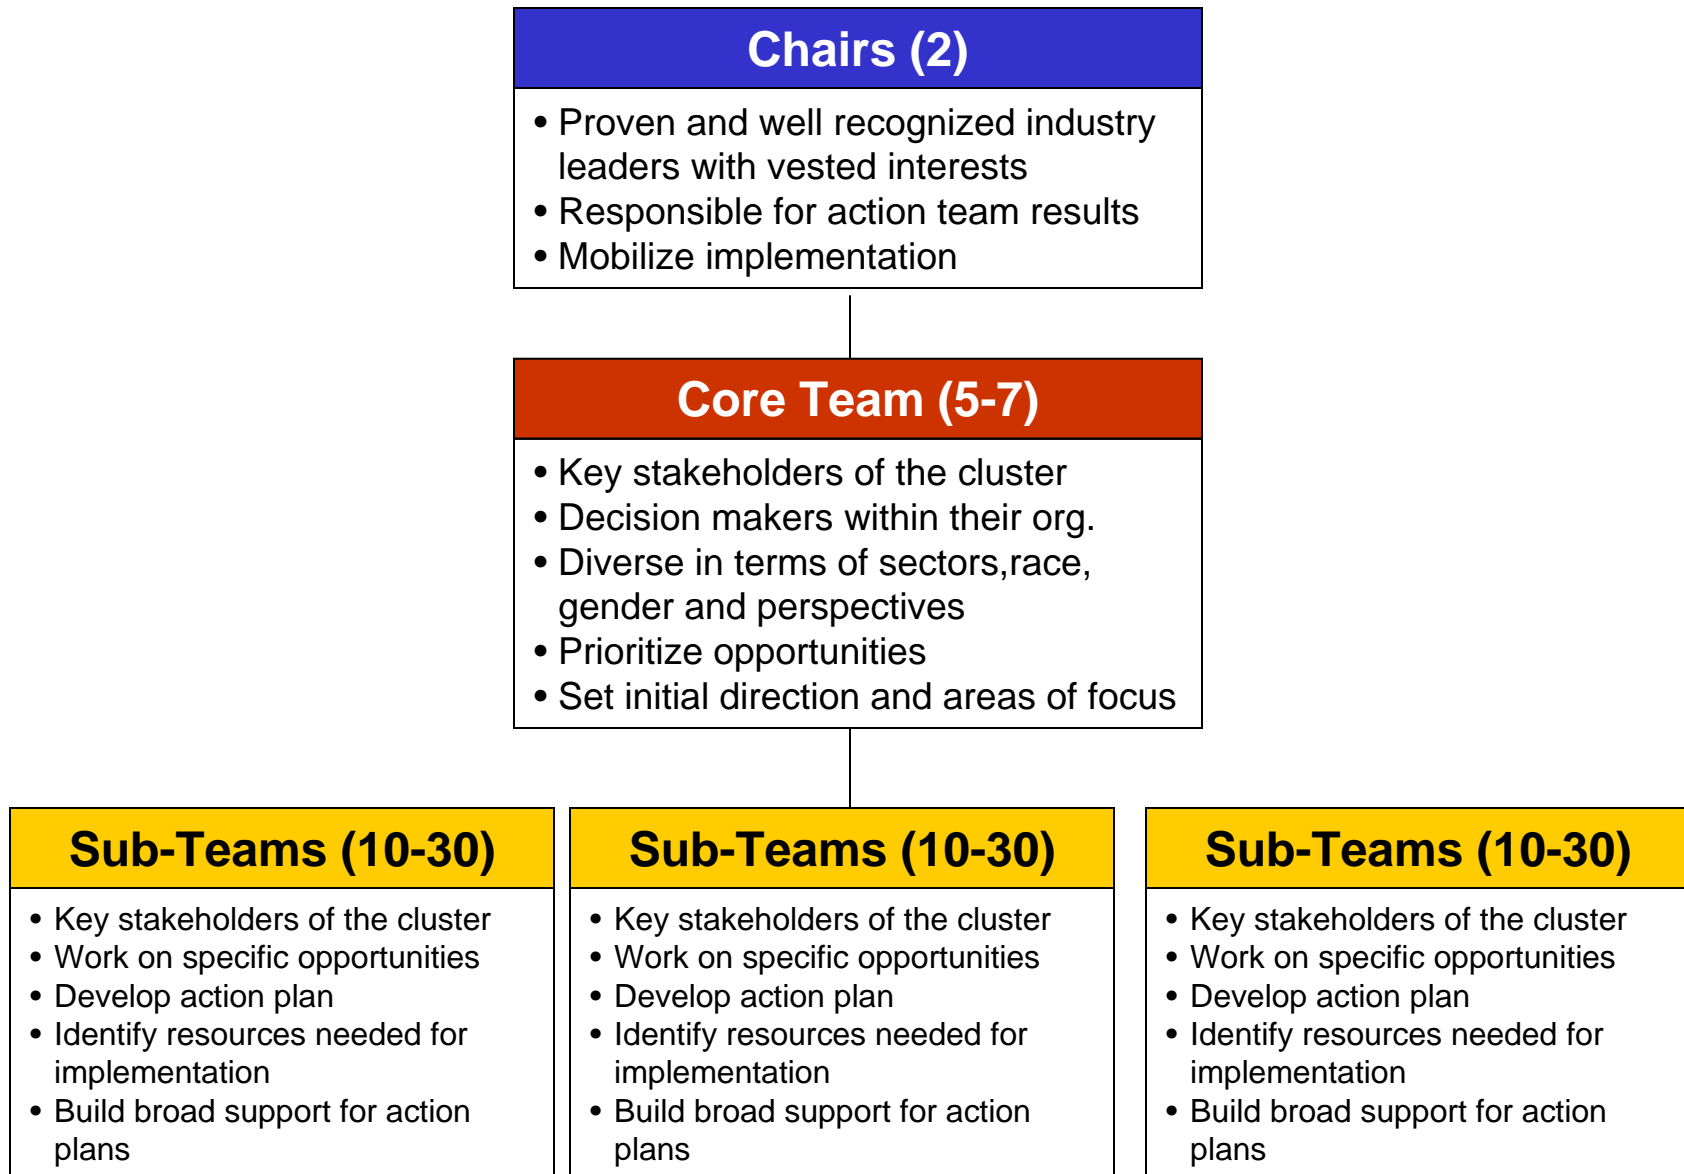 Chairs (2)
• Proven and well recognized industry
leaders with vested interests
• Responsible for action team results
• Mobilize implementation
Core Team (5-7)
• Key stakeholders of the cluster
• Decision makers within their org.
• Diverse in terms of sectors,race,
gender and perspectives
• Prioritize opportunities
• Set initial direction and areas of focus
Sub-Teams (10-30)
• Key stakeholders of the cluster
• Work on specific opportunities
• Develop action plan
• Identify resources needed for
implementation
• Build broad support for action
plans
Sub-Teams (10-30)
• Key stakeholders of the cluster
• Work on specific opportunities
• Develop action plan
• Identify resources needed for
implementation
• Build broad support for action
plans
Sub-Teams (10-30)
• Key stakeholders of the cluster
• Work on specific opportunities
• Develop action plan
• Identify resources needed for
implementation
• Build broad support for action
plans